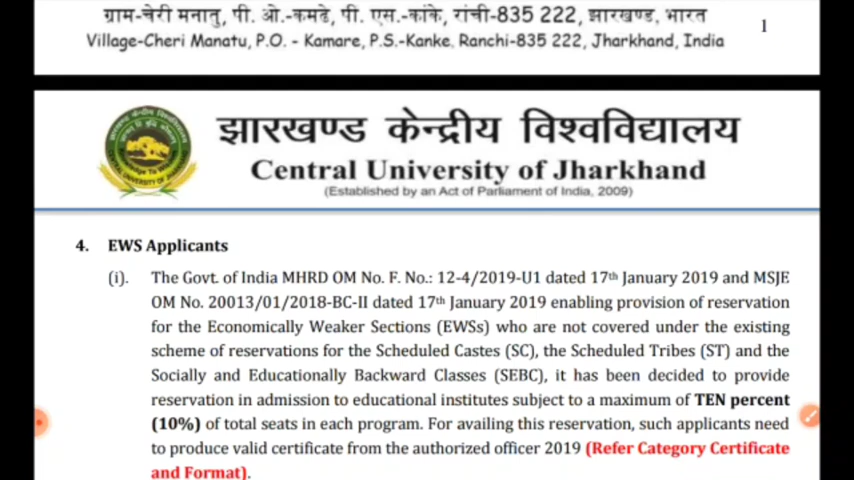 ग्राम-चेरी मनातु, पी. ओ.-कमड़े, पी. एस.-कांके, रांची-835 222, झारखण्ड, भारत
1
Village-Cheri Manatu, P.O. - Kamare, P.S.-Kanke, Ranchi-835 222, Jharkhand, India
झारखण्ड केन्द्रीय विश्वविद्यालय
Central University of Jharkhand
(Established by an Act of Parliament of India, 2009)
4. EWS Applicants
(i). The Govt. of India MHRD OM No. F. No.: 12-4/2019-U1 dated 17th January 2019 and MSJE
OM No. 20013/01/2018-BC-II dated 17th January 2019 enabling provision of reservation
for the Economically Weaker Sections (EWSs) who are not covered under the existing
scheme of reservations for the Scheduled Castes (SC), the Scheduled Tribes (ST) and the
Socially and Educationally Backward Classes (SEBC), it has been decided to provide
reservation in admission to educational institutes subject to a maximum of TEN percent
(10%) of total seats in each program. For availing this reservation, such applicants need
to produce valid certificate from the authorized officer 2019 (Refer Category Certificate
and Format).